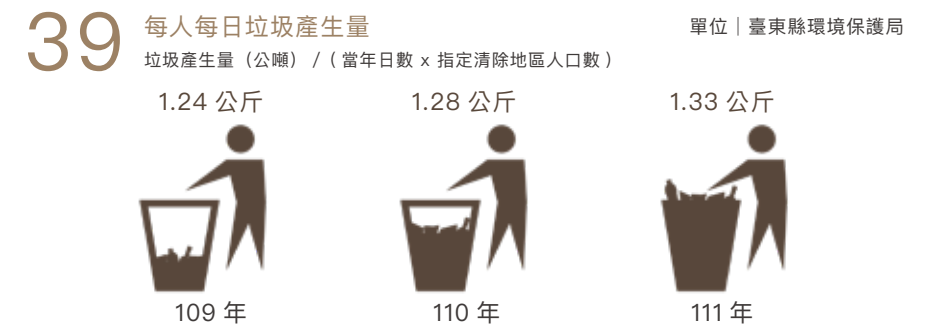 39 每人每日垃圾產生量
單位｜臺東縣環境保護局
垃圾產生量（公噸） /（ 當年日數 x 指定清除地區人口數 ）
1.24 公斤 1.28 公斤 1.33 公斤
109 年 110 年 111 年